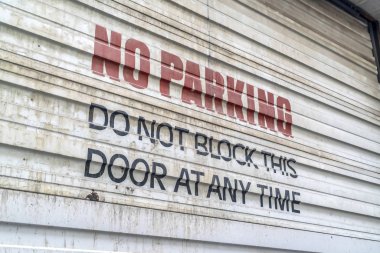 NO PARKING
DO NOT BLOCK THIS
DOOR AT ANY TIME